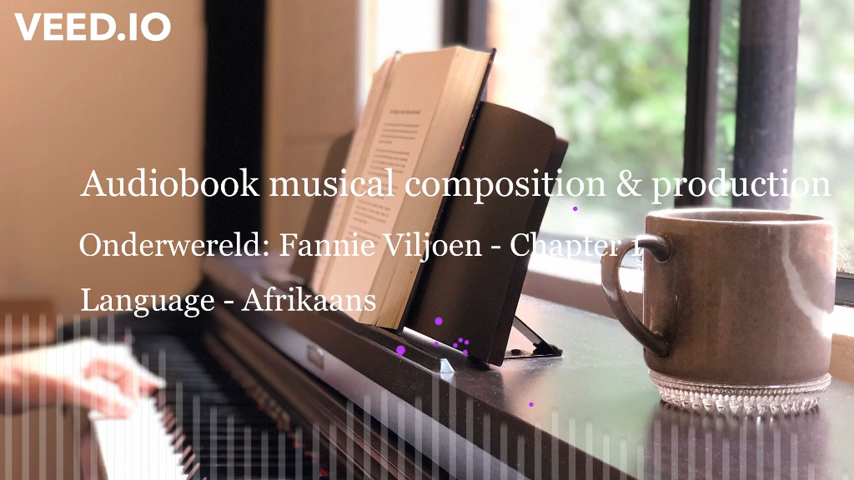 VEED.IO
Audiobook musical composition & production
Onderwereld: Fannie Viljoen - Chapter 1
Language - Afrikaans